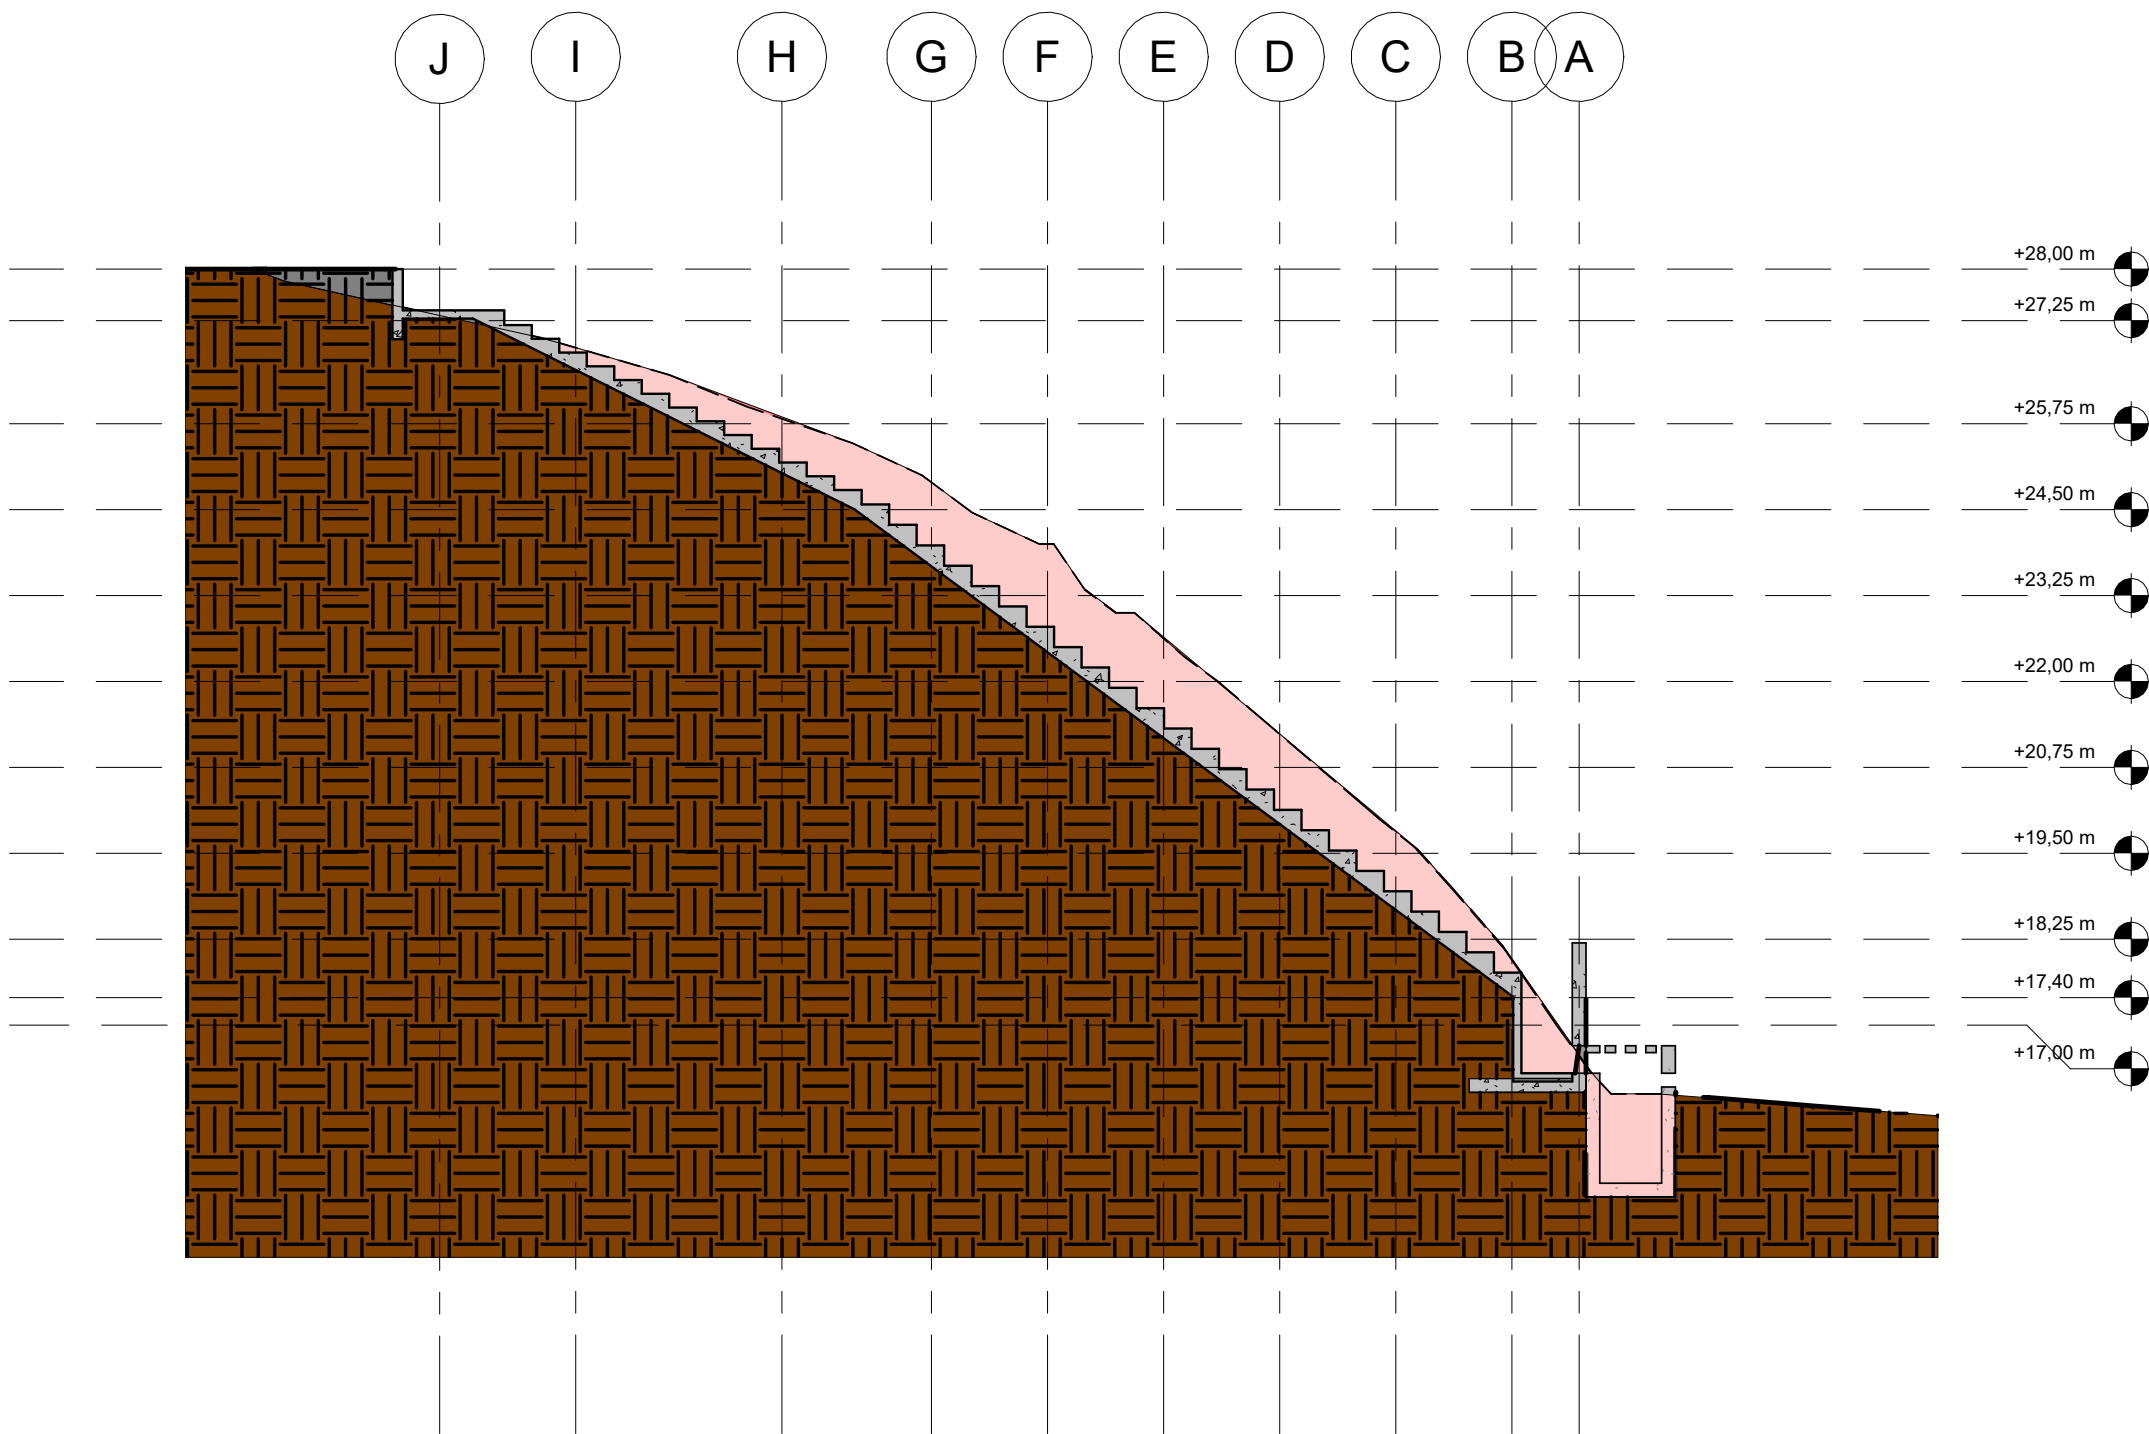 J I H G F E D C B A
+28,00 m
+27,25 m
+25,75 m
+24,50 m
+23,25 m
+22,00 m
+20,75 m
+19,50 m
+18,25 m
+17,40 m
+17,00 m